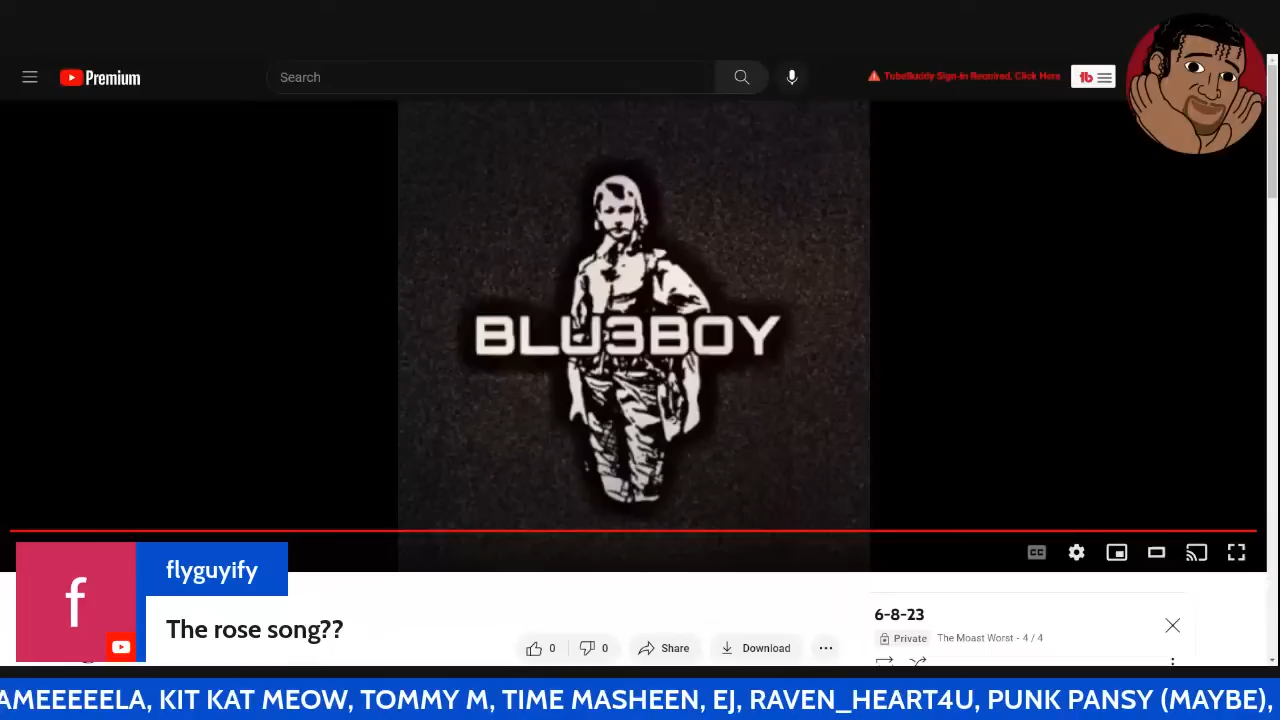 Premium
Search
TubeBuddy Sign-In Required, Click Here
tb
BLU3BOY
CC
f
flyguyify
The rose song??
0
0
Share
Download
6-8-23
Private
The Moast Worst - 4 / 4
AMEEEEELA, KIT KAT MEOW, TOMMY M, TIME MASHEEN, EJ, RAVEN_HEART4U, PUNK PANSY (MAYBE),